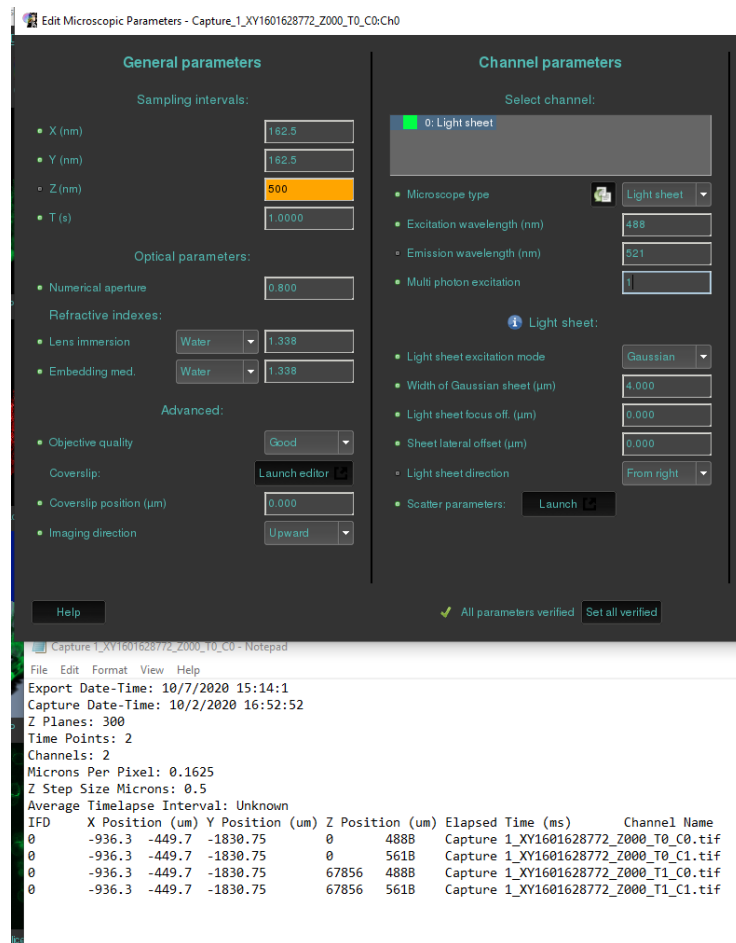 Edit Microscopic Parameters - Capture_1_XY1601628772_Z000_T0_C0:Ch0
General parameters
Sampling intervals:
X (nm) 162.5
Y (nm) 162.5
Z (nm) 500
T (s) 1.0000
Optical parameters:
Numerical aperture 0.800
Refractive indexes:
Lens immersion Water 1.338
Embedding med. Water 1.338
Advanced:
Objective quality Good
Coverslip: Launch editor
Coverslip position (µm) 0.000
Imaging direction Upward
Channel parameters
Select channel:
0: Light sheet
Microscope type Light sheet
Excitation wavelength (nm) 488
Emission wavelength (nm) 521
Multi photon excitation 1
Light sheet:
Light sheet excitation mode Gaussian
Width of Gaussian sheet (µm) 4.000
Light sheet focus off. (µm) 0.000
Sheet lateral offset (µm) 0.000
Light sheet direction From right
Scatter parameters: Launch
Help
All parameters verified Set all verified
Capture 1_XY1601628772_Z000_T0_C0 - Notepad
File Edit Format View Help
Export Date-Time: 10/7/2020 15:14:1
Capture Date-Time: 10/2/2020 16:52:52
Z Planes: 300
Time Points: 2
Channels: 2
Microns Per Pixel: 0.1625
Z Step Size Microns: 0.5
Average Timelapse Interval: Unknown
IFD X Position (um) Y Position (um) Z Position (um) Elapsed Time (ms) Channel Name
0 -936.3 -449.7 -1830.75 0 488B Capture 1_XY1601628772_Z000_T0_C0.tif
0 -936.3 -449.7 -1830.75 0 561B Capture 1_XY1601628772_Z000_T0_C1.tif
0 -936.3 -449.7 -1830.75 67856 488B Capture 1_XY1601628772_Z000_T1_C0.tif
0 -936.3 -449.7 -1830.75 67856 561B Capture 1_XY1601628772_Z000_T1_C1.tif